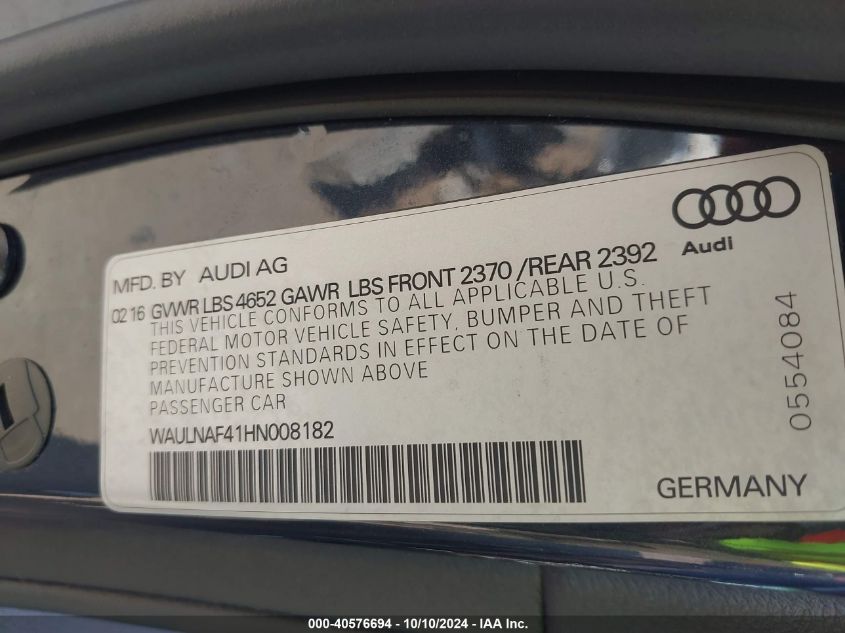 Audi
MFD. BY AUDI AG
02 16 GVWR LBS 4652 GAWR LBS FRONT 2370 /REAR 2392
THIS VEHICLE CONFORMS TO ALL APPLICABLE U.S.
FEDERAL MOTOR VEHICLE SAFETY, BUMPER AND THEFT
PREVENTION STANDARDS IN EFFECT ON THE DATE OF
MANUFACTURE SHOWN ABOVE
PASSENGER CAR
WAULNAF41HN008182
0554084
GERMANY
000-40576694 - 10/10/2024 - IAA Inc.